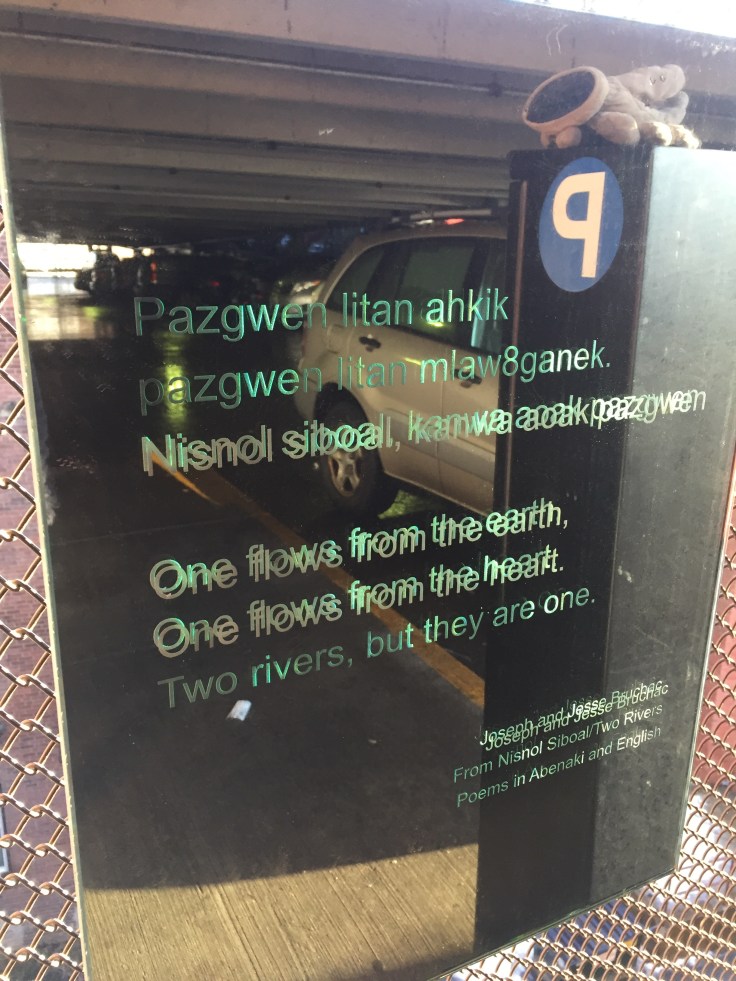 P
Pazgwen litan ahkik
pazgwen litan mlaw8ganek.
Nisnol siboal, kanwa aoak pazgwen
One flows from the earth,
One flows from the heart.
Two rivers, but they are one.
Joseph and Jesse Bruchac
From Nisnol Siboal/Two Rivers
Poems in Abenaki and English